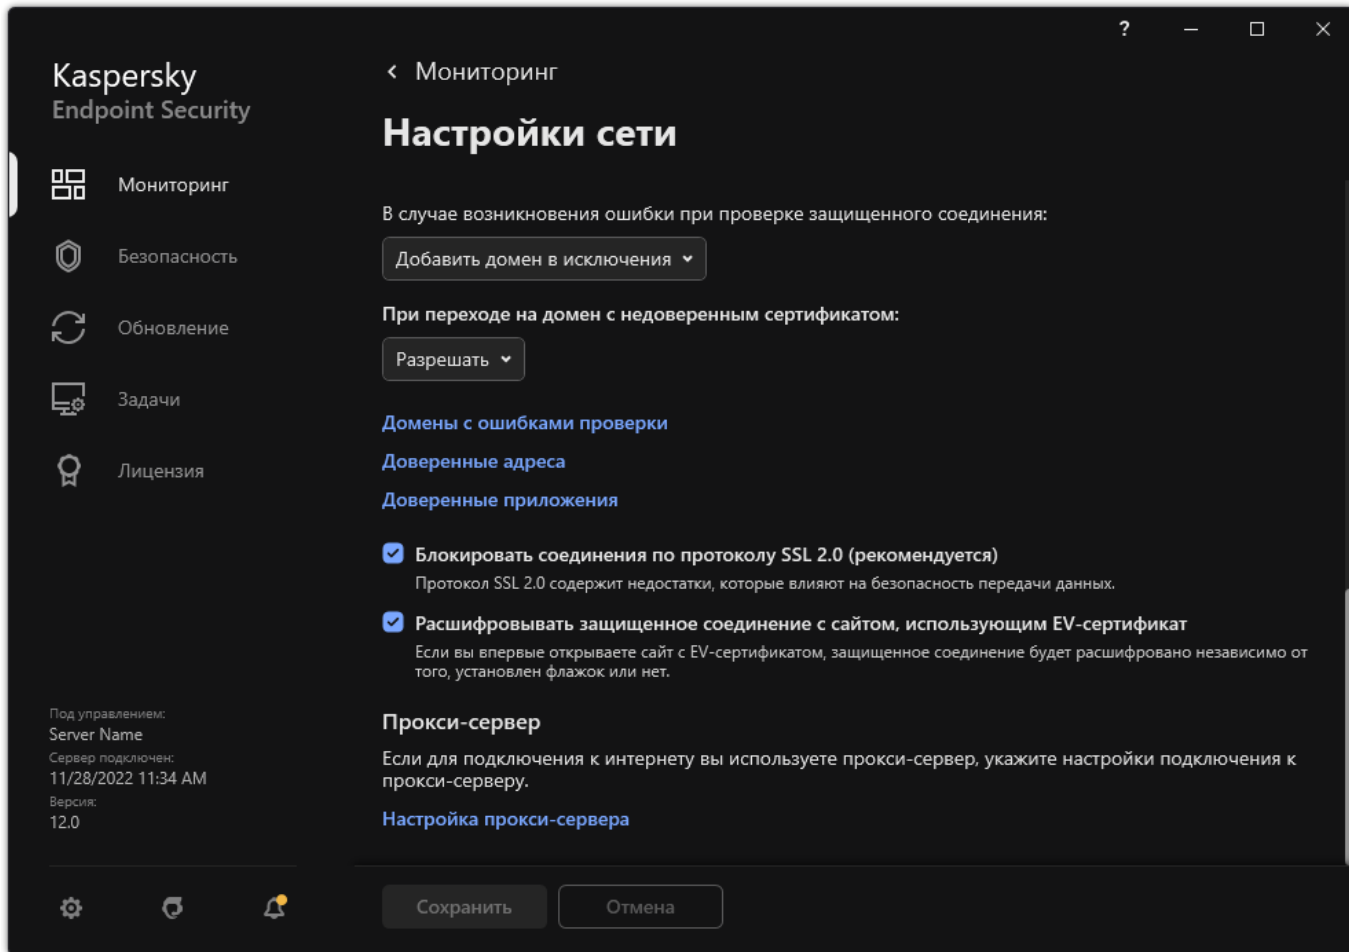 ?
Kaspersky
Endpoint Security
Мониторинг
Безопасность
Обновление
Задачи
Лицензия
Под управлением:
Server Name
Сервер подключен:
11/28/2022 11:34 AM
Версия:
12.0
Мониторинг
Настройки сети
В случае возникновения ошибки при проверке защищенного соединения:
Добавить домен в исключения
При переходе на домен с недоверенным сертификатом:
Разрешать
Домены с ошибками проверки
Доверенные адреса
Доверенные приложения
Блокировать соединения по протоколу SSL 2.0 (рекомендуется)
Протокол SSL 2.0 содержит недостатки, которые влияют на безопасность передачи данных.
Расшифровывать защищенное соединение с сайтом, использующим EV-сертификат
Если вы впервые открываете сайт с EV-сертификатом, защищенное соединение будет расшифровано независимо от
того, установлен флажок или нет.
Прокси-сервер
Если для подключения к интернету вы используете прокси-сервер, укажите настройки подключения к
прокси-серверу.
Настройка прокси-сервера
Сохранить
Отмена